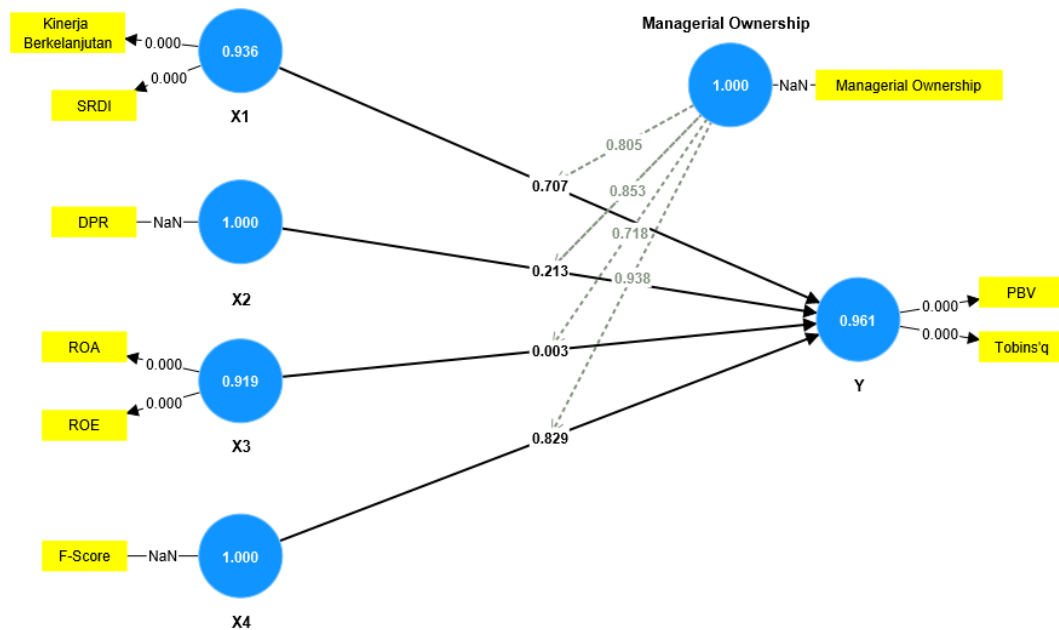 Kinerja
Berkelanjutan
0.000
0.936
0.000
SRDI
X1
Managerial Ownership
1.000
NaN
Managerial Ownership
0.805
0.707
0.853
DPR
NaN
1.000
X2
0.718
0.213
0.938
ROA
0.000
0.919
0.000
ROE
X3
0.003
0.961
0.000
PBV
0.000
Tobins'q
Y
0.829
F-Score
NaN
1.000
X4